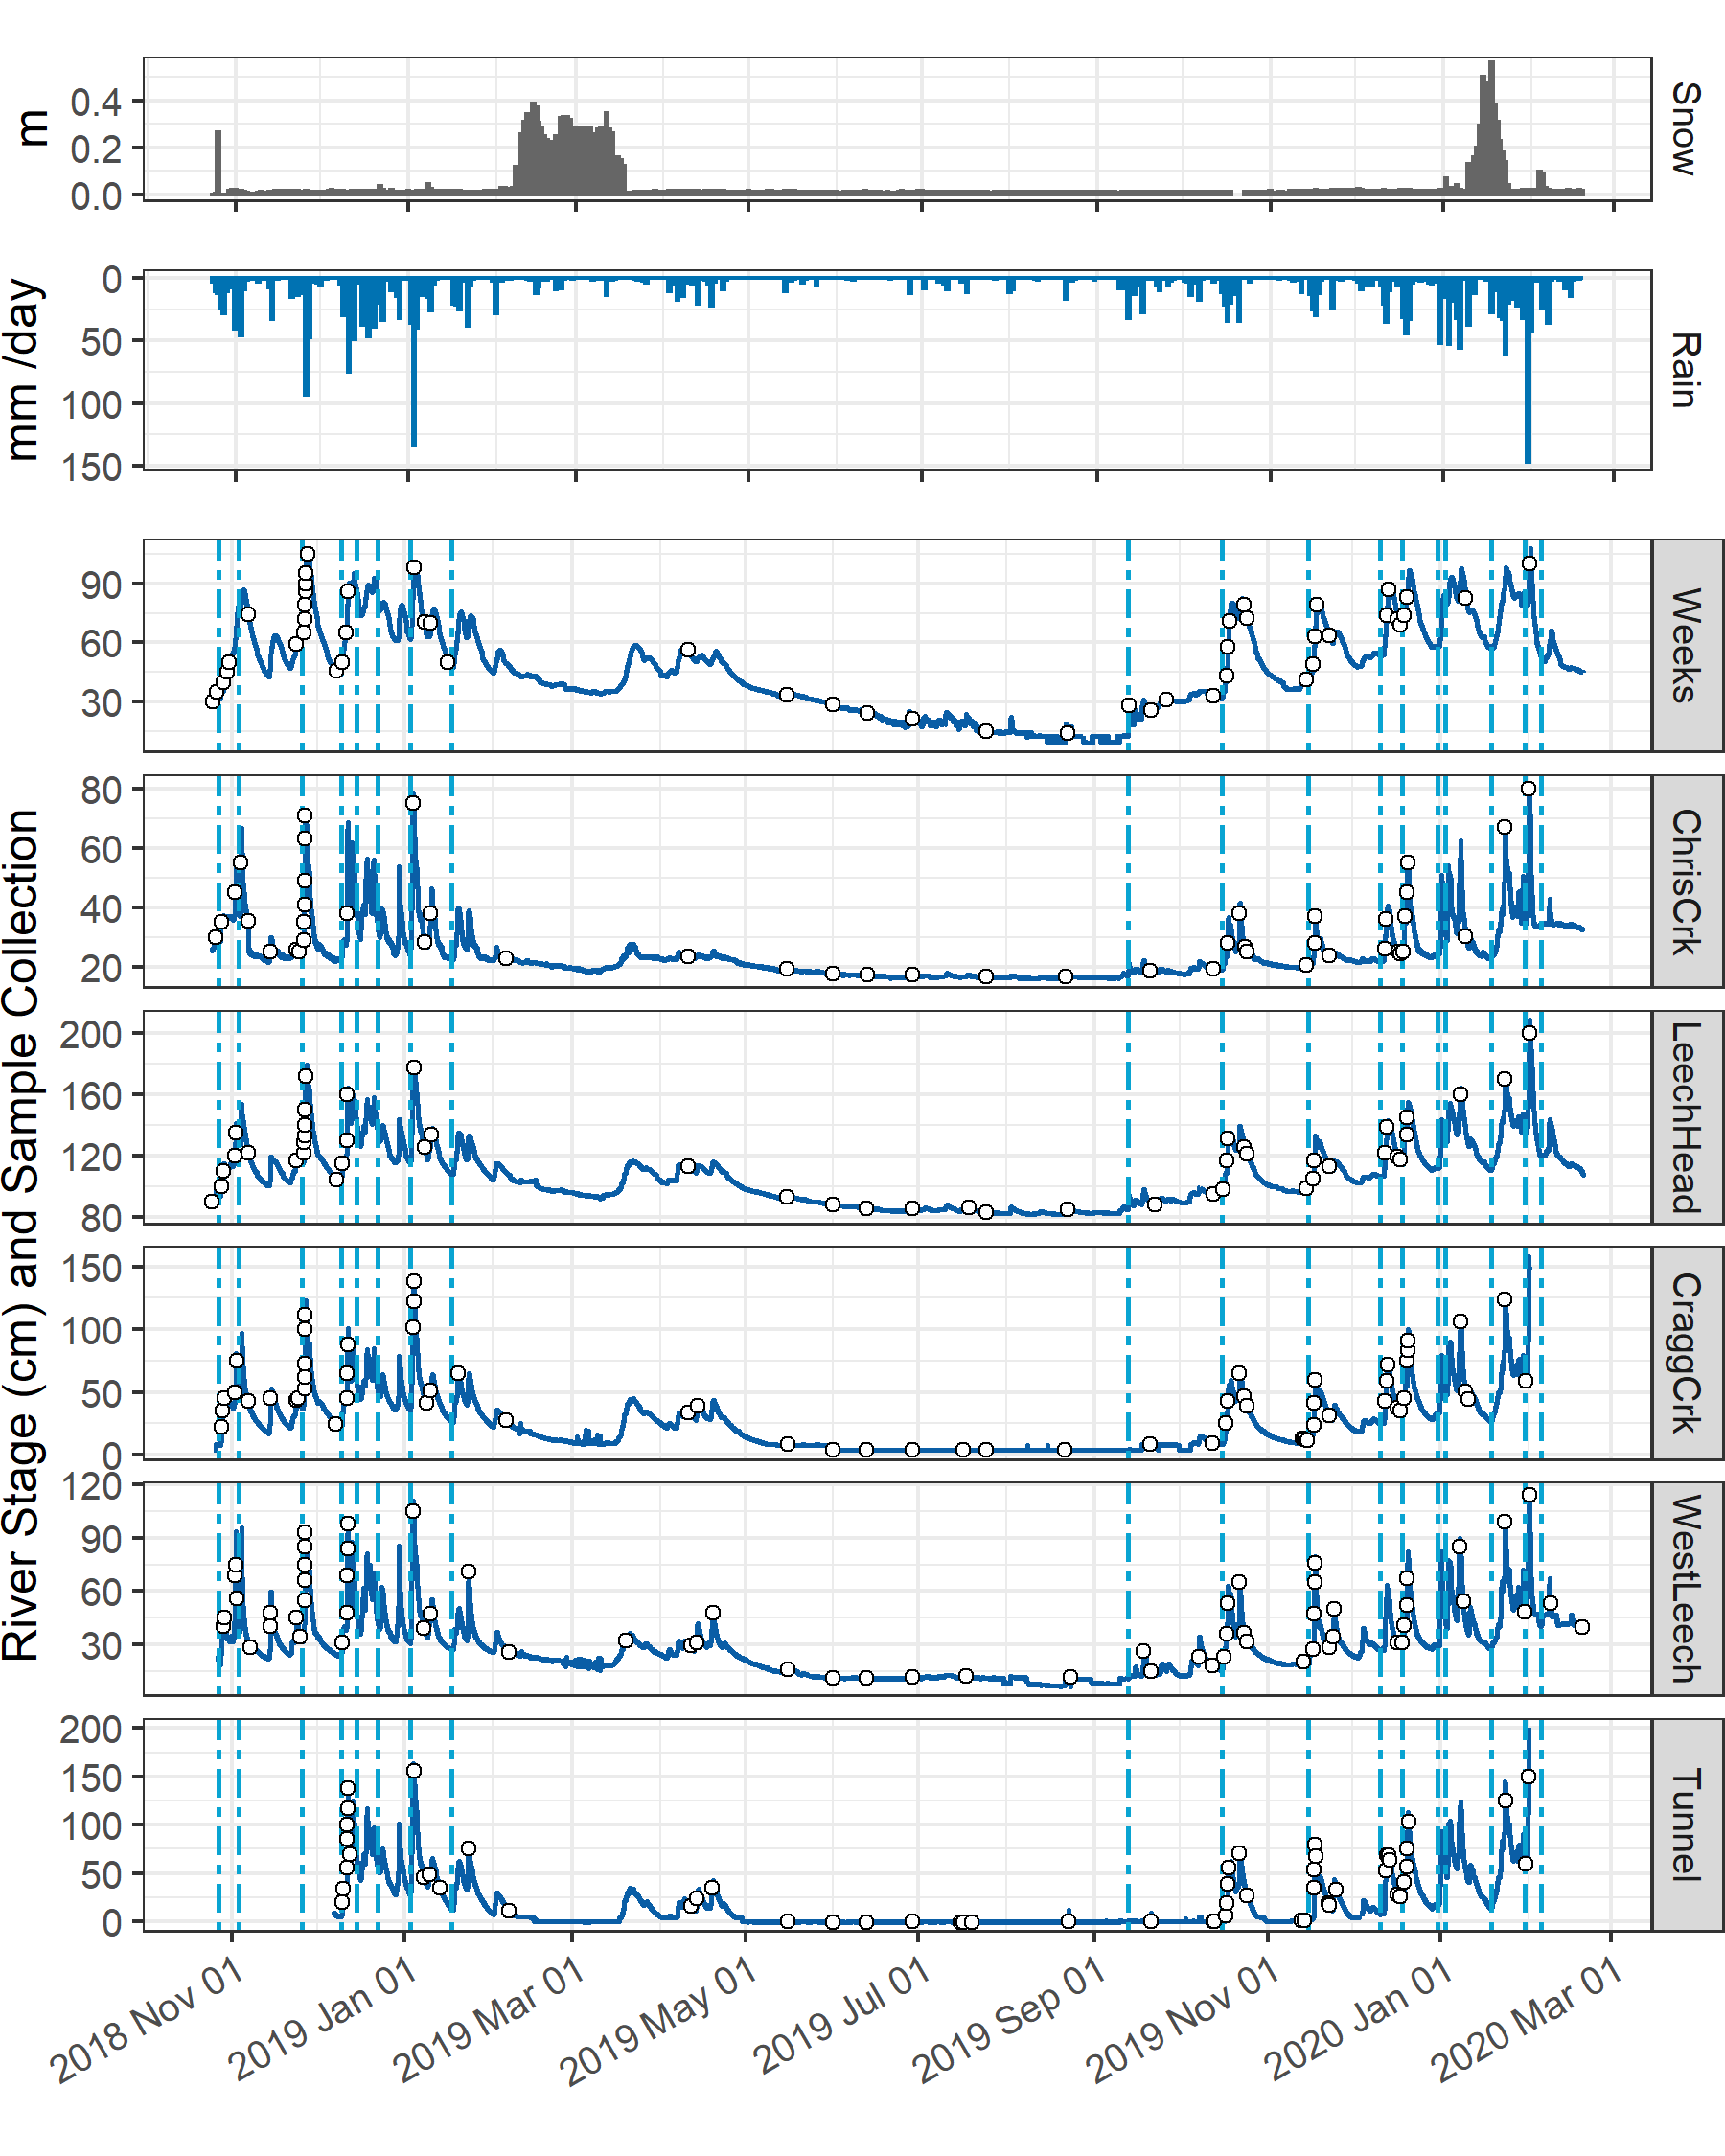 m
0.4
0.2
0.0
Snow
mm /day
0
50
100
150
Rain
River Stage (cm) and Sample Collection
90
60
30
Weeks
80
60
40
20
ChrisCrk
200
160
120
80
LeechHead
150
100
50
0
CraggCrk
120
90
60
30
WestLeech
200
150
100
50
0
Tunnel
2018 Nov 01
2019 Jan 01
2019 Mar 01
2019 May 01
2019 Jul 01
2019 Sep 01
2019 Nov 01
2020 Jan 01
2020 Mar 01